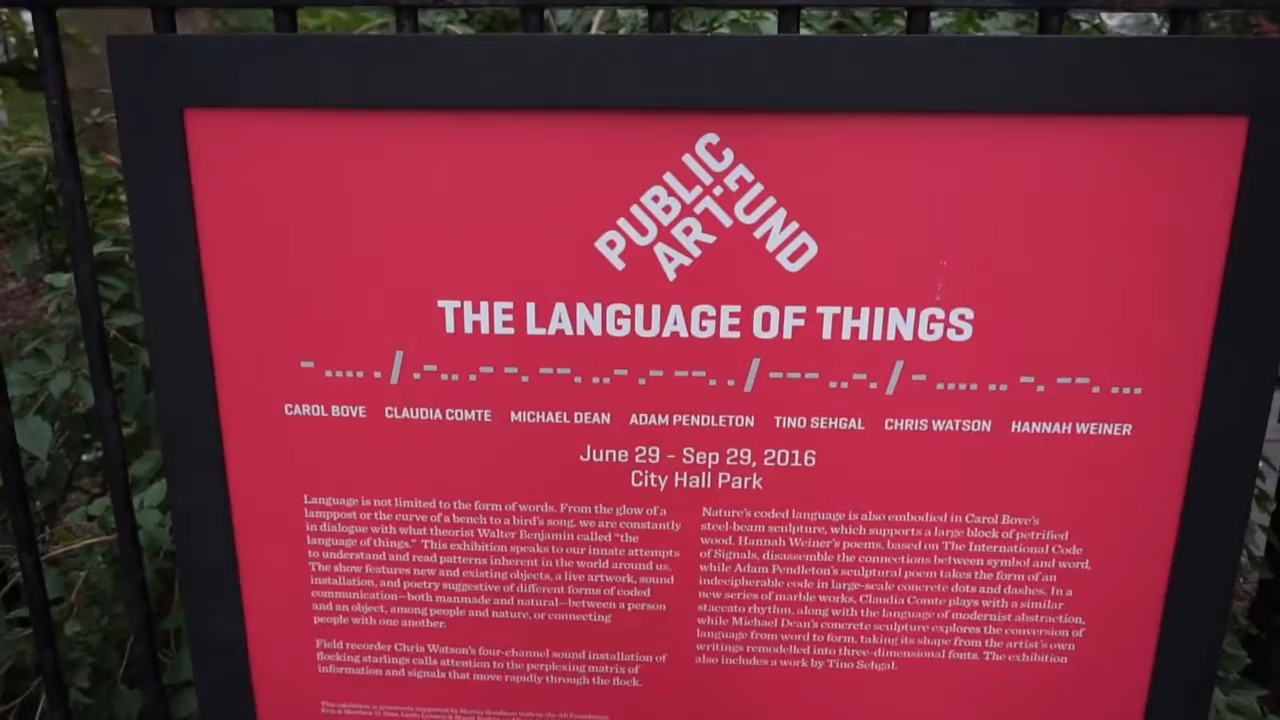 PUBLIC
ART FUND
THE LANGUAGE OF THINGS
- .... . / .-.. .- -. --. ..- .- --. . / --- ..-. / - .... .. -. --. ...
CAROL BOVE CLAUDIA COMTE MICHAEL DEAN ADAM PENDLETON TINO SEHGAL CHRIS WATSON HANNAH WEINER
June 29 - Sep 29, 2016
City Hall Park
Language is not limited to the form of words. From the glow of a
lamppost or the curve of a bench to a bird's song, we are constantly
in dialogue with what theorist Walter Benjamin called "the
language of things." This exhibition speaks to our innate attempts
to understand and read patterns inherent in the world around us.
The show features new and existing objects, a live artwork, sound
installation, and poetry suggestive of different forms of coded
communication—both manmade and natural—between a person
and an object, among people and nature, or connecting
people with one another.
Field recorder Chris Watson's four-channel sound installation of
flocking starlings calls attention to the perplexing matrix of
information and signals that move rapidly through the flock.
Nature's coded language is also embodied in Carol Bove's
steel-beam sculpture, which supports a large block of petrified
wood. Hannah Weiner's poems, based on The International Code
of Signals, disassemble the connections between symbol and word,
while Adam Pendleton's sculptural poem takes the form of an
indecipherable code in large-scale concrete dots and dashes. In a
new series of marble works, Claudia Comte plays with a similar
staccato rhythm, along with the language of modernist abstraction,
while Michael Dean's concrete sculpture explores the conversion of
language from word to form, taking its shape from the artist's own
writings remodelled into three-dimensional fonts. The exhibition
also includes a work by Tino Sehgal.
This exhibition is generously supported by